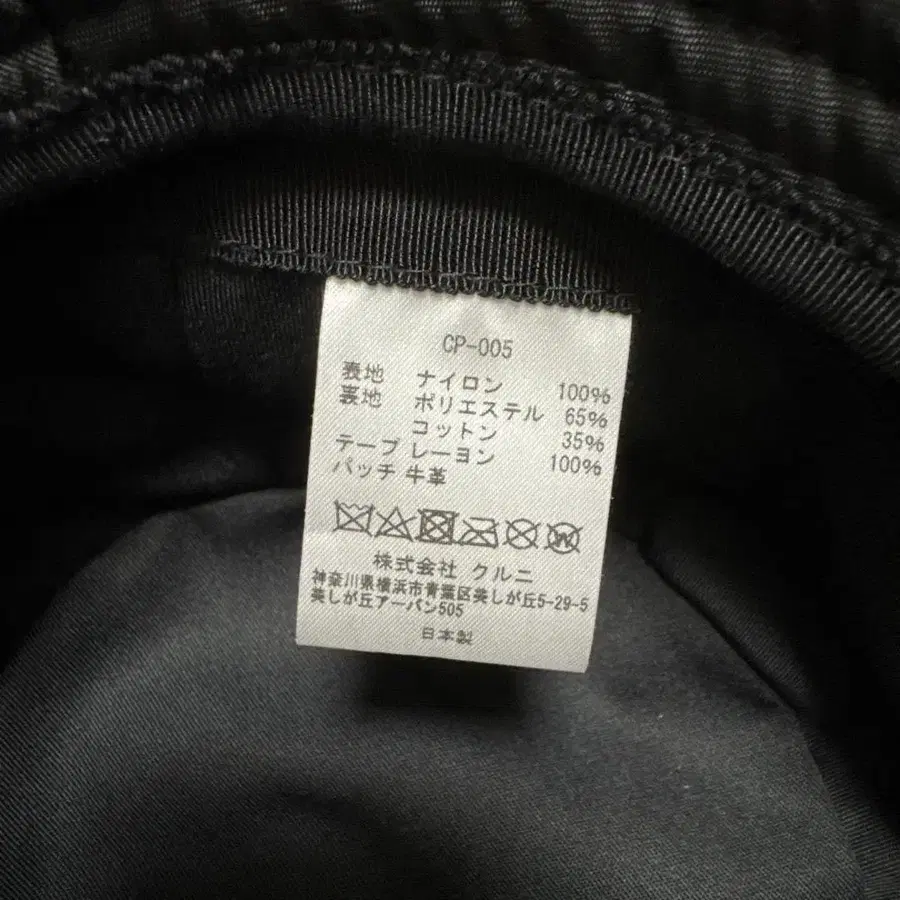 CP-005
表地 ナイロン 100%
裏地 ポリエステル 65%
コットン 35%
テープ レーヨン 100%
パッチ 牛革
株式会社 クルニ
神奈川県横浜市青葉区美しが丘5-29-5
美しが丘アーバン505
日本製